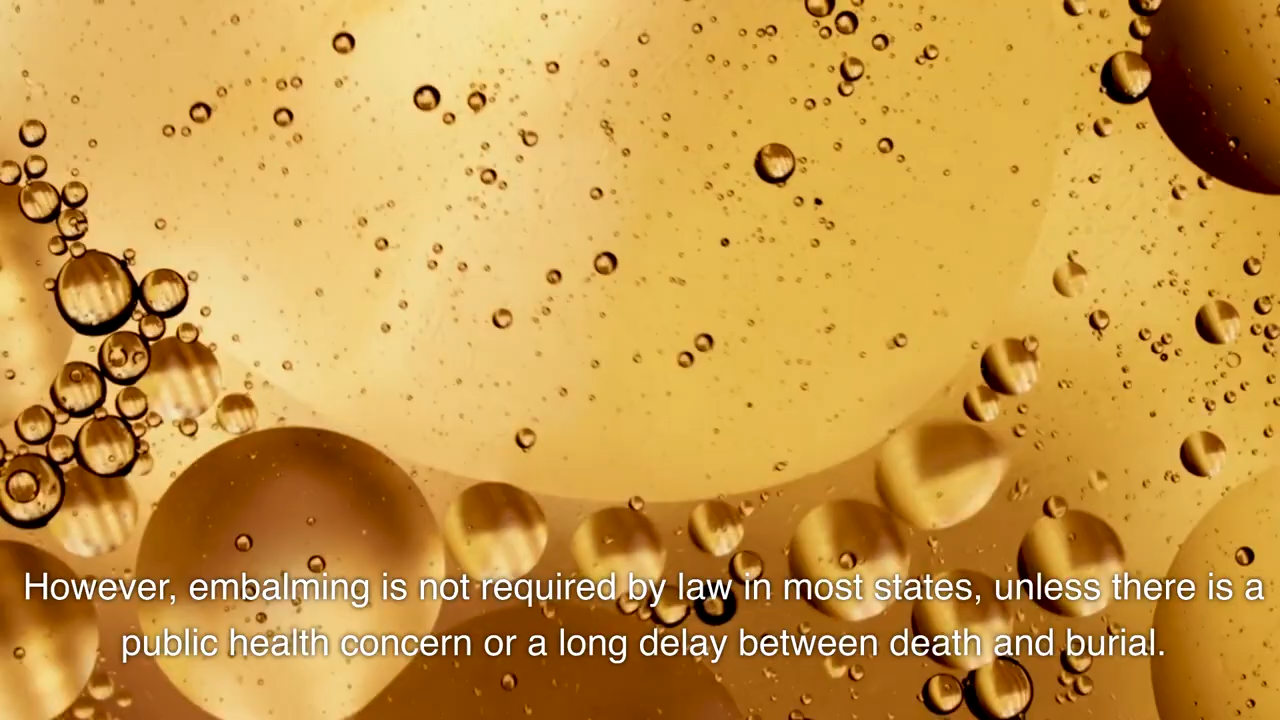 However, embalming is not required by law in most states, unless there is a
public health concern or a long delay between death and burial.